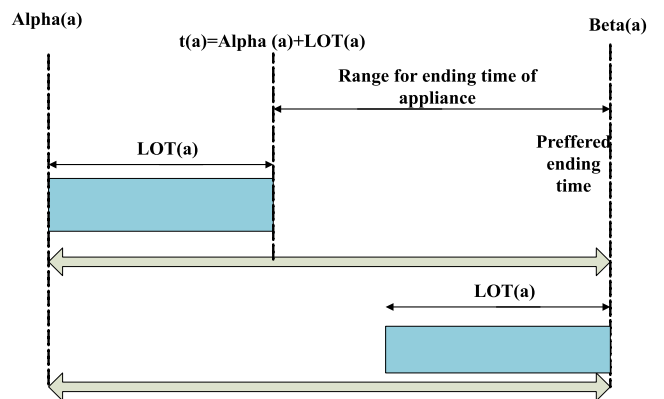 Alpha(a)
Beta(a)
t(a)=Alpha (a)+LOT(a)
Range for ending time of
appliance
LOT(a)
Preffered
ending
time
LOT(a)